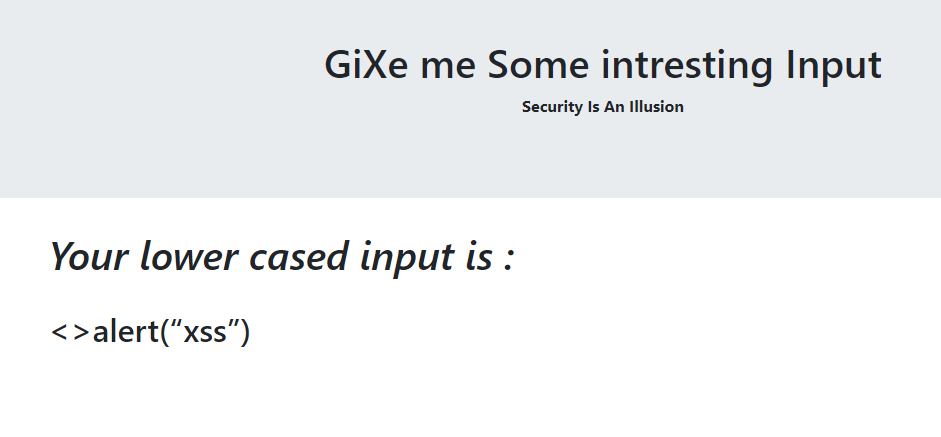 GiXe me Some intresting Input
Security Is An Illusion
Your lower cased input is :
<>alert(“xss”)